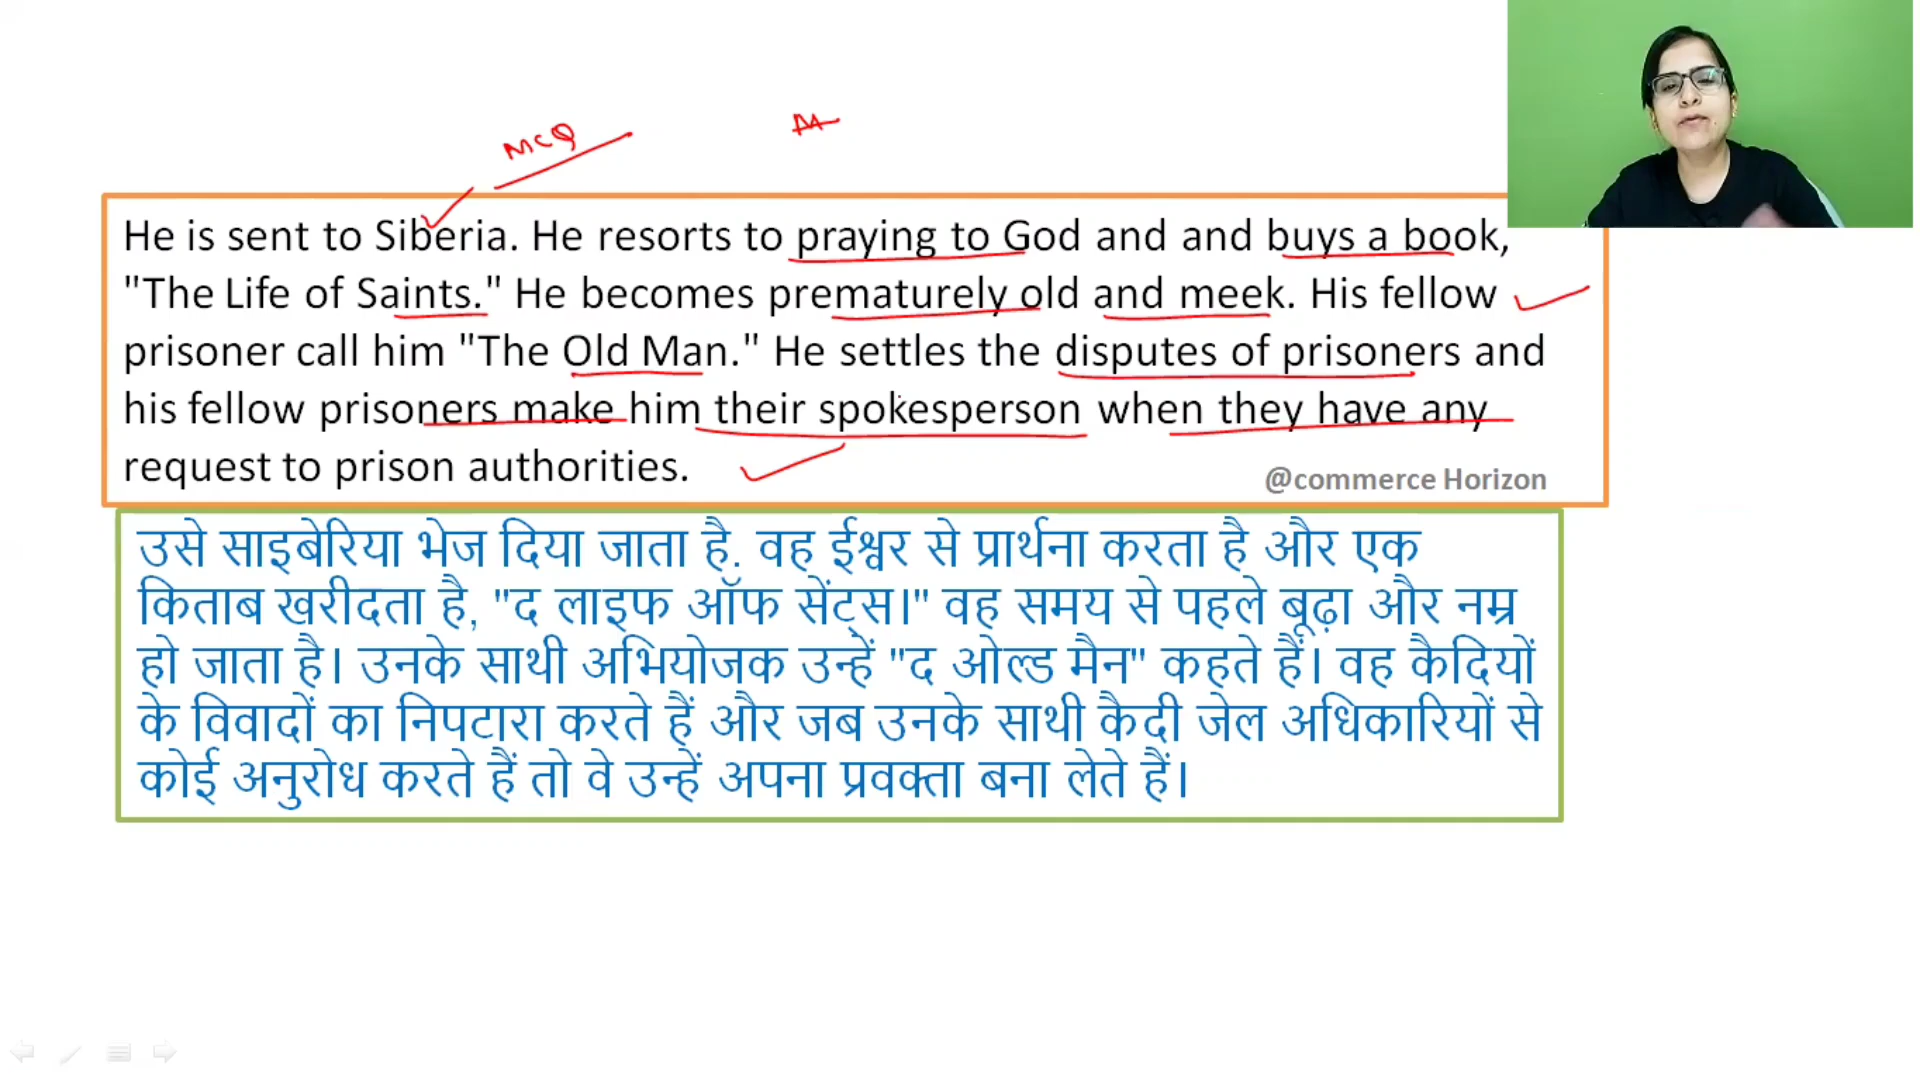 MCQ
He is sent to Siberia. He resorts to praying to God and and buys a book,
"The Life of Saints." He becomes prematurely old and meek. His fellow
prisoner call him "The Old Man." He settles the disputes of prisoners and
his fellow prisoners make him their spokesperson when they have any
request to prison authorities.
@commerce Horizon
उसे साइबेरिया भेज दिया जाता है. वह ईश्वर से प्रार्थना करता है और एक
किताब खरीदता है, "द लाइफ ऑफ सेंट्स।" वह समय से पहले बूढ़ा और नम्र
हो जाता है। उनके साथी अभियोजक उन्हें "द ओल्ड मैन" कहते हैं। वह कैदियों
के विवादों का निपटारा करते हैं और जब उनके साथी कैदी जेल अधिकारियों से
कोई अनुरोध करते हैं तो वे उन्हें अपना प्रवक्ता बना लेते हैं।